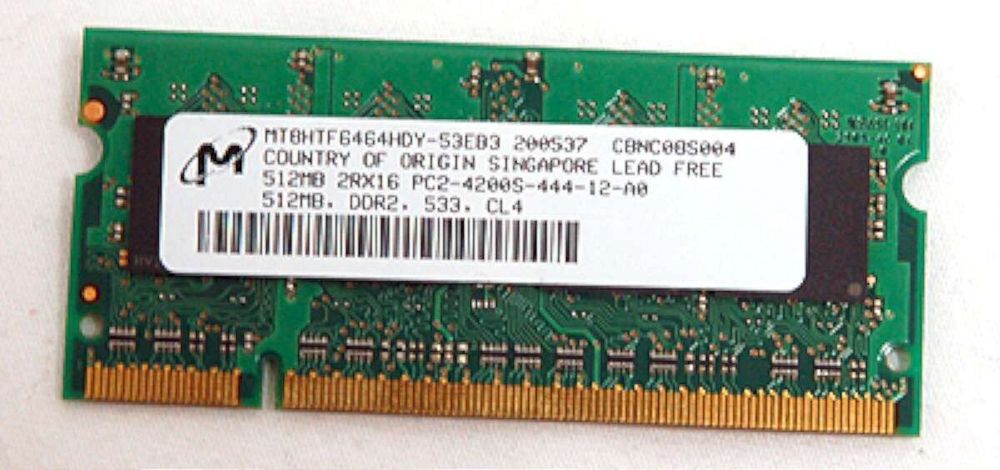 MT8HTF6464HDY-53EB3 200537 CBNC08S004
COUNTRY OF ORIGIN SINGAPORE LEAD FREE
512MB 2RX16 PC2-4200S-444-12-A0
512MB, DDR2, 533, CL4